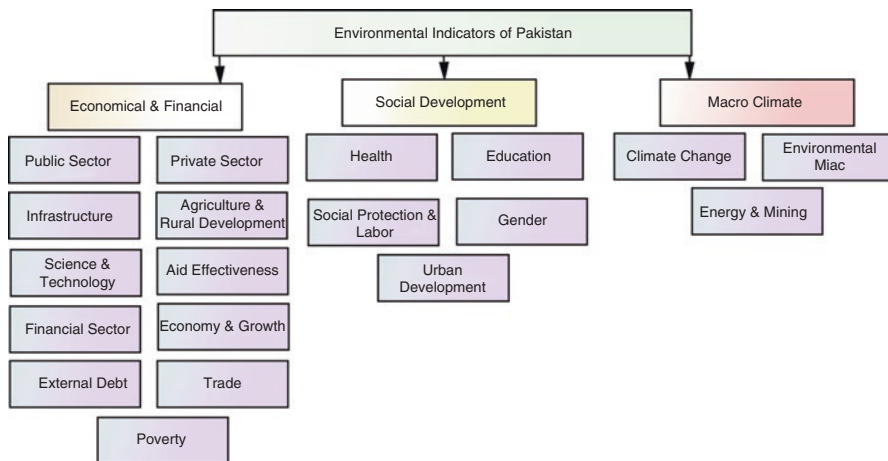 Environmental Indicators of Pakistan
Economical & Financial
Social Development
Macro Climate
Public Sector
Private Sector
Infrastructure
Agriculture &
Rural Development
Science &
Technology
Aid Effectiveness
Financial Sector
Economy & Growth
External Debt
Trade
Poverty
Health
Education
Social Protection &
Labor
Gender
Urban
Development
Climate Change
Environmental
Miac
Energy & Mining